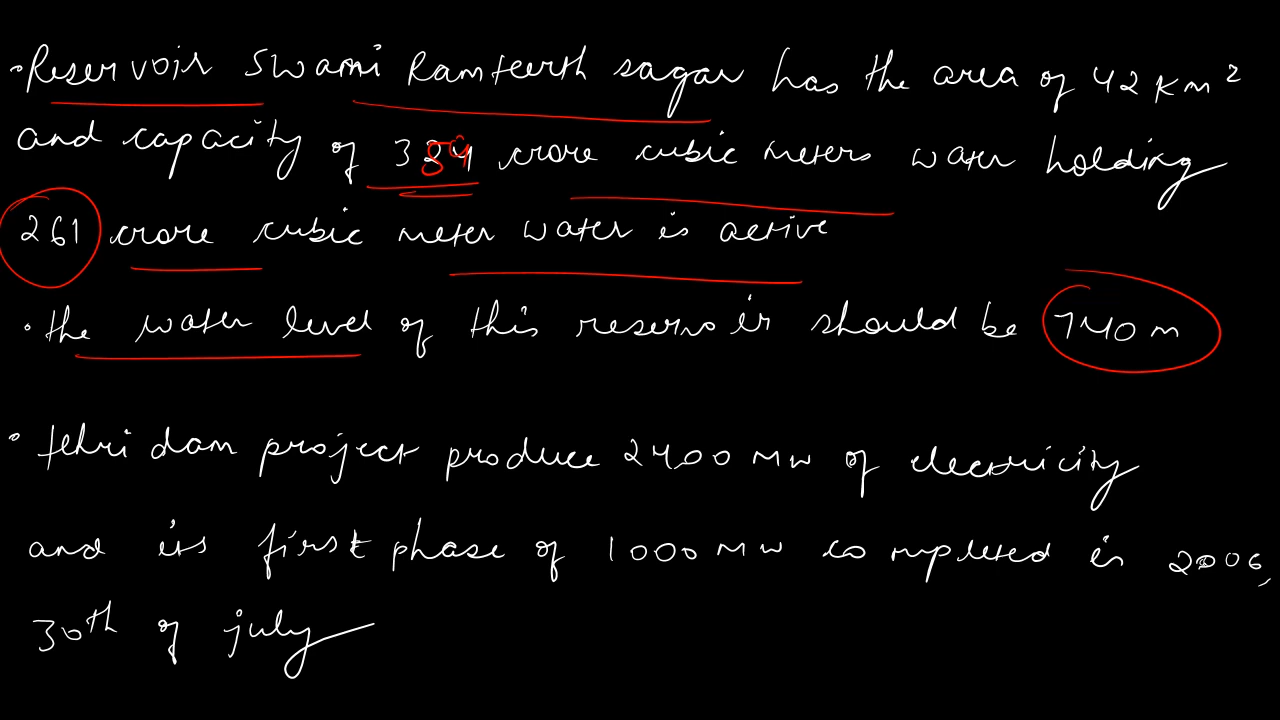 • Reservoir Swami Ramteerth sagar has the area of 42 Km²
and capacity of 354 crore cubic meters water holding
261 crore cubic meter water is active
• the water level of this reservoir should be 740 m
• tehri dam project produce 2400 MW of electricity
and its first phase of 1000 MW completed in 2006,
30th of july